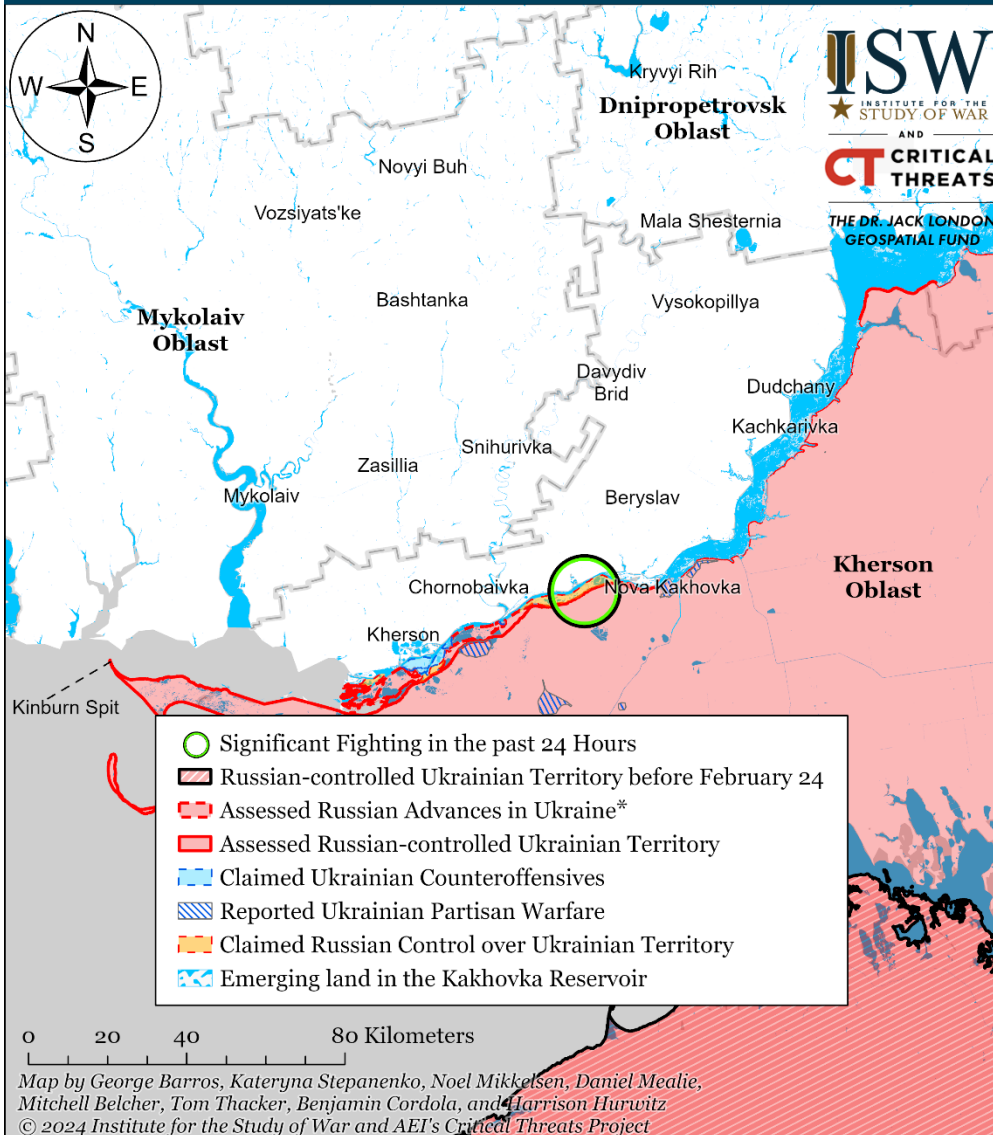 N
W
E
S
ISW
INSTITUTE FOR THE
STUDY OF WAR
AND
CT CRITICAL
THREATS
THE DR. JACK LONDON
GEOSPATIAL FUND
Kryvyi Rih
Dnipropetrovsk
Oblast
Novyi Buh
Vozsiyats'ke
Mala Shesternia
Bashtanka
Vysokopillya
Mykolaiv
Oblast
Davydiv
Brid
Dudchany
Kachkarivka
Snihurivka
Zasillia
Mykolaiv
Beryslav
Kherson
Oblast
Chornobaivka
Nova Kakhovka
Kherson
Kinburn Spit
Significant Fighting in the past 24 Hours
Russian-controlled Ukrainian Territory before February 24
Assessed Russian Advances in Ukraine*
Assessed Russian-controlled Ukrainian Territory
Claimed Ukrainian Counteroffensives
Reported Ukrainian Partisan Warfare
Claimed Russian Control over Ukrainian Territory
Emerging land in the Kakhovka Reservoir
0 20 40 80 Kilometers
Map by George Barros, Kateryna Stepanenko, Noel Mikkelsen, Daniel Mealie,
Mitchell Belcher, Tom Thacker, Benjamin Cordola, and Harrison Hurwitz
© 2024 Institute for the Study of War and AEI's Critical Threats Project